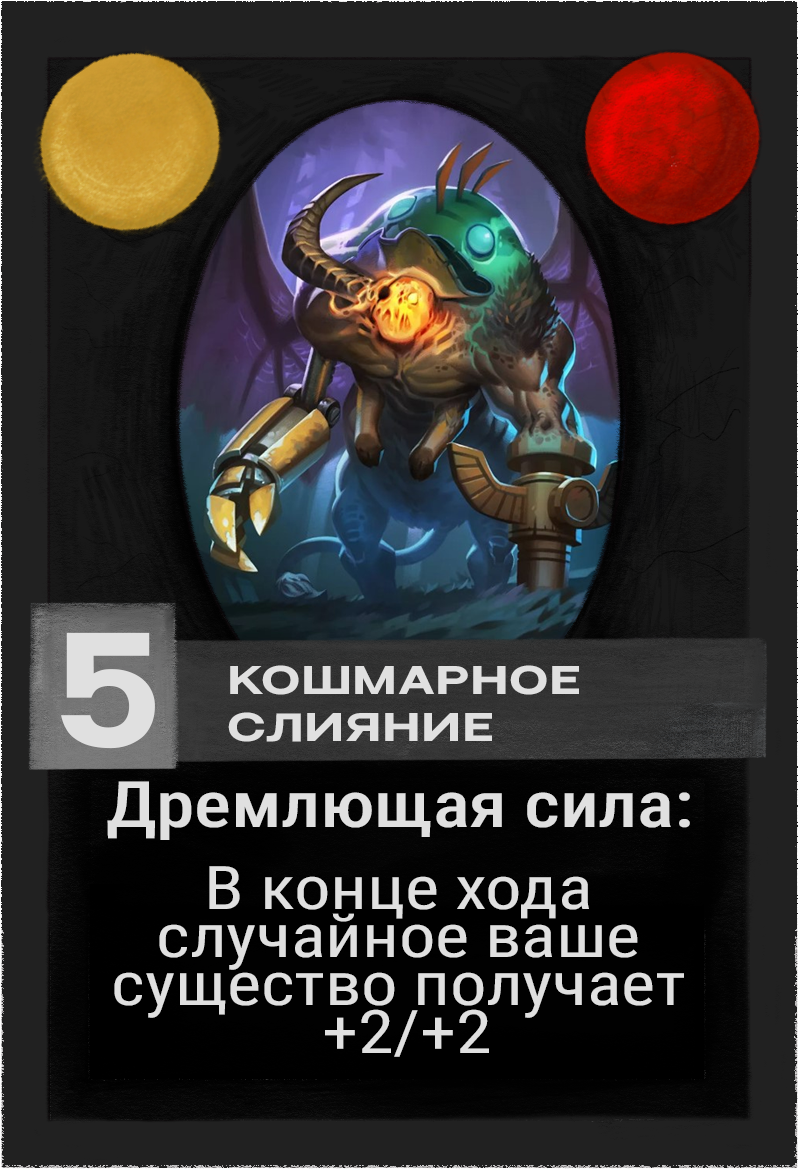 5
КОШМАРНОЕ
СЛИЯНИЕ
Дремлющая сила:
В конце хода
случайное ваше
существо получает
+2/+2